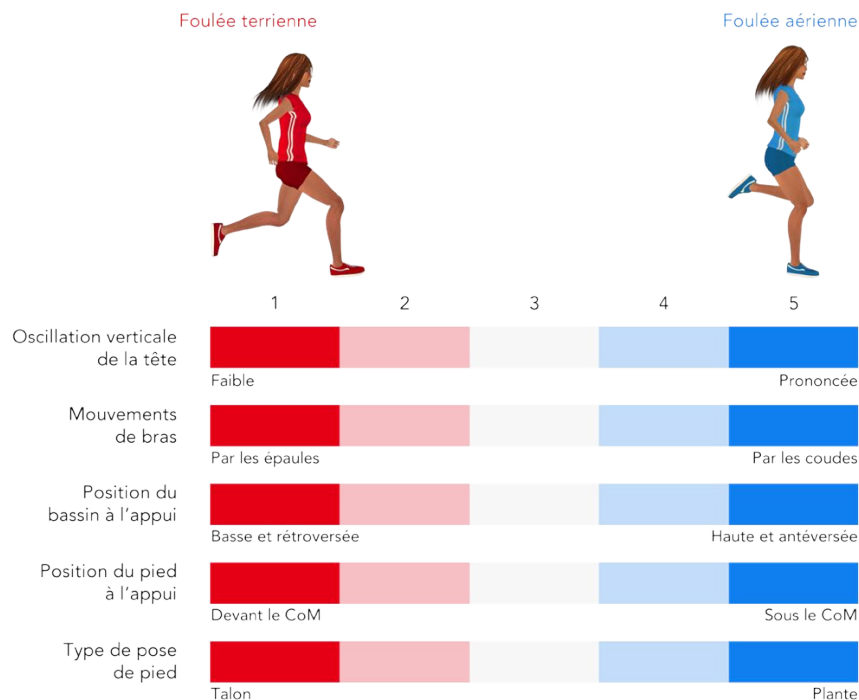 Foulée terrienne
Foulée aérienne
1 2 3 4 5
Oscillation verticale
de la tête
Faible
Prononcée
Mouvements
de bras
Par les épaules
Par les coudes
Position du
bassin à l'appui
Basse et rétroversée
Haute et antéversée
Position du pied
à l'appui
Devant le CoM
Sous le CoM
Type de pose
de pied
Talon
Plante